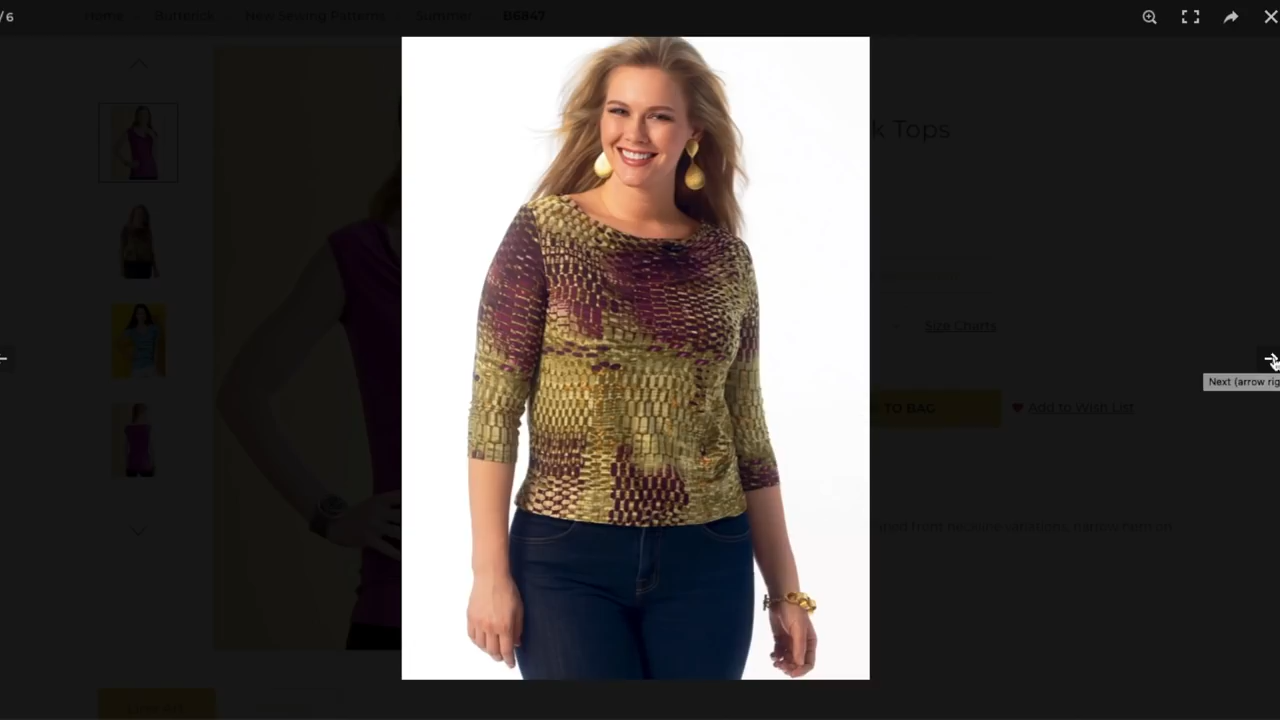 / 6
Home
Butterick
New Sewing Patterns
Summer
B6847
k Tops
Size Charts
TO BAG
Add to Wish List
Next (arrow rig